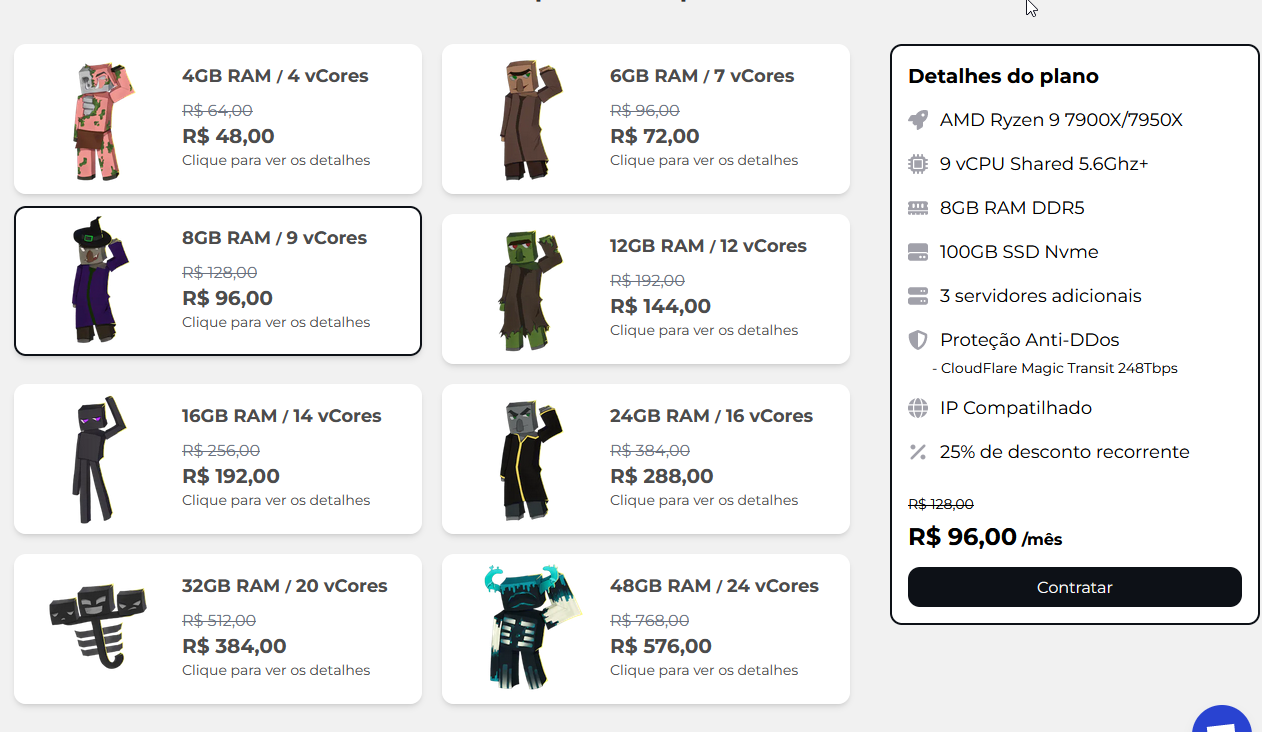 4GB RAM / 4 vCores
R$ 64,00
R$ 48,00
Clique para ver os detalhes
6GB RAM / 7 vCores
R$ 96,00
R$ 72,00
Clique para ver os detalhes
8GB RAM / 9 vCores
R$ 128,00
R$ 96,00
Clique para ver os detalhes
12GB RAM / 12 vCores
R$ 192,00
R$ 144,00
Clique para ver os detalhes
16GB RAM / 14 vCores
R$ 256,00
R$ 192,00
Clique para ver os detalhes
24GB RAM / 16 vCores
R$ 384,00
R$ 288,00
Clique para ver os detalhes
32GB RAM / 20 vCores
R$ 512,00
R$ 384,00
Clique para ver os detalhes
48GB RAM / 24 vCores
R$ 768,00
R$ 576,00
Clique para ver os detalhes
Detalhes do plano
AMD Ryzen 9 7900X/7950X
9 vCPU Shared 5.6Ghz+
8GB RAM DDR5
100GB SSD Nvme
3 servidores adicionais
Proteção Anti-DDos
- CloudFlare Magic Transit 248Tbps
IP Compatilhado
25% de desconto recorrente
R$ 128,00
R$ 96,00 /mês
Contratar